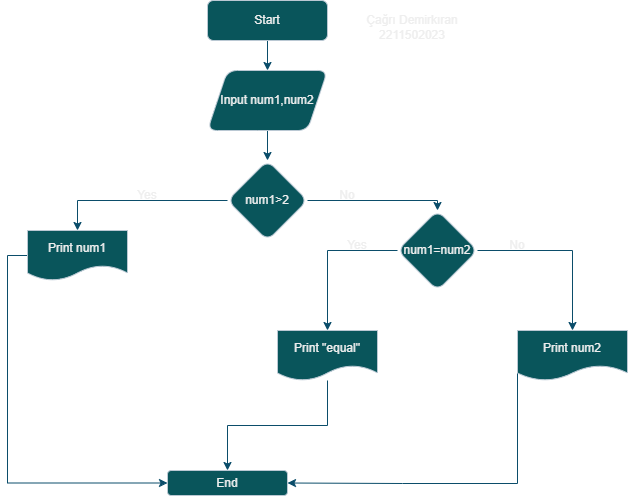 Start
Çağrı Demirkıran
2211502023
Input num1,num2
num1>2
Yes
No
Print num1
num1=num2
Yes
No
Print "equal"
Print num2
End